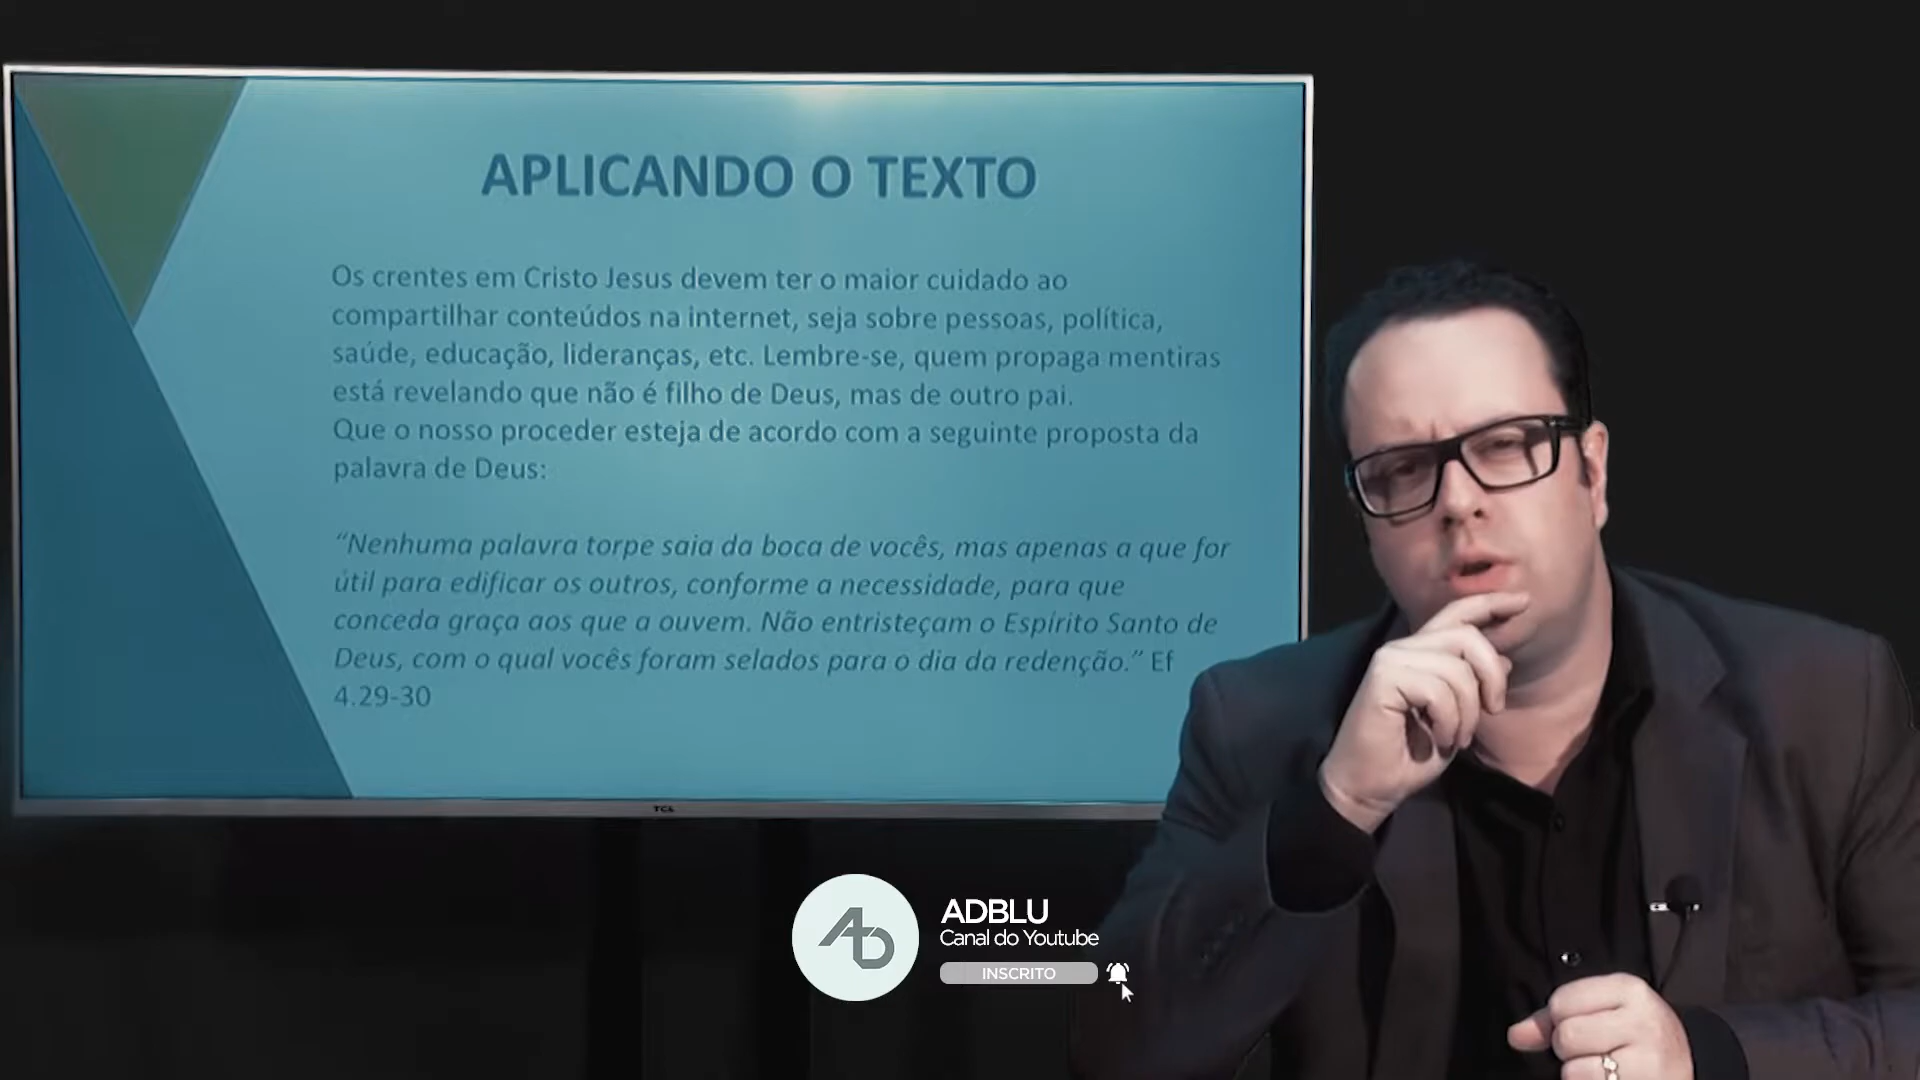 APLICANDO O TEXTO
Os crentes em Cristo Jesus devem ter o maior cuidado ao
compartilhar conteúdos na internet, seja sobre pessoas, política,
saúde, educação, lideranças, etc. Lembre-se, quem propaga mentiras
está revelando que não é filho de Deus, mas de outro pai.
Que o nosso proceder esteja de acordo com a seguinte proposta da
palavra de Deus:
“Nenhuma palavra torpe saia da boca de vocês, mas apenas a que for
útil para edificar os outros, conforme a necessidade, para que
conceda graça aos que a ouvem. Não entristeçam o Espírito Santo de
Deus, com o qual vocês foram selados para o dia da redenção.” Ef
4.29-30
TCL
AD
ADBLU
Canal do Youtube
INSCRITO